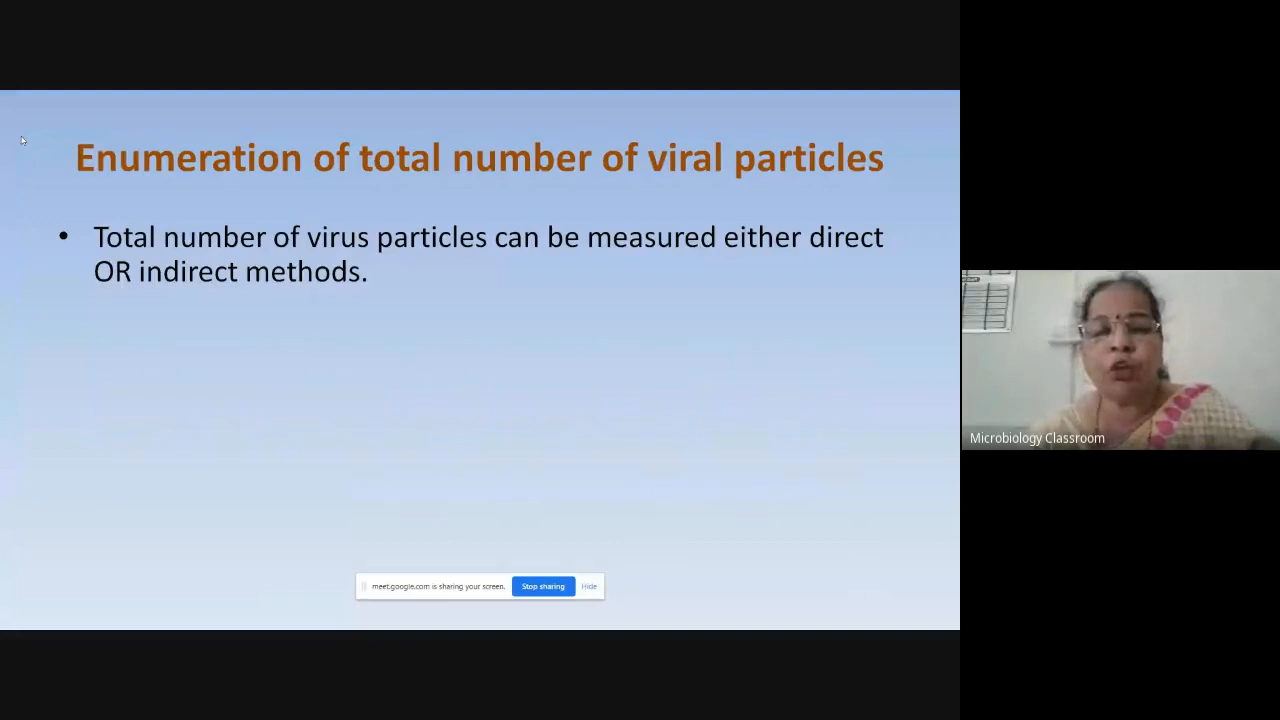 Enumeration of total number of viral particles
• Total number of virus particles can be measured either direct
OR indirect methods.
meet.google.com is sharing your screen.
Stop sharing
Hide
Microbiology Classroom